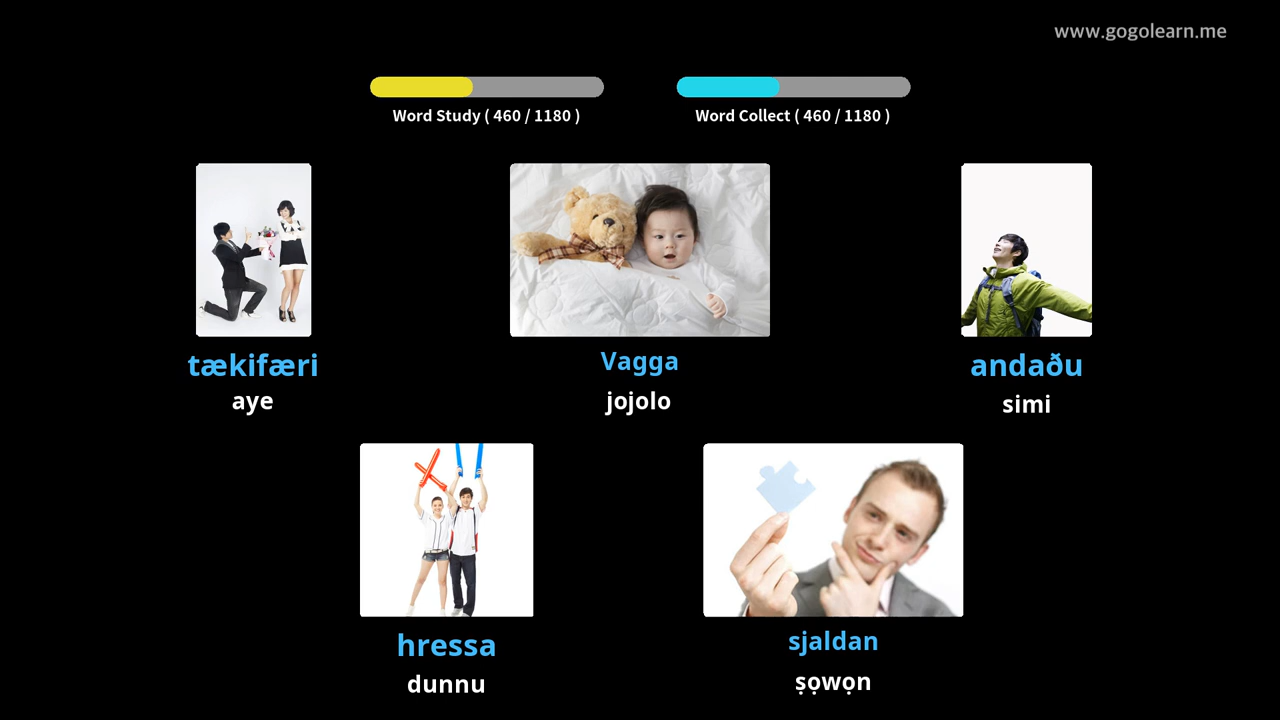 www.gogolearn.me
Word Study ( 460 / 1180 )
Word Collect ( 460 / 1180 )
tækifæri
aye
Vagga
jojolo
andaðu
simi
hressa
dunnu
sjaldan
ṣọwọn